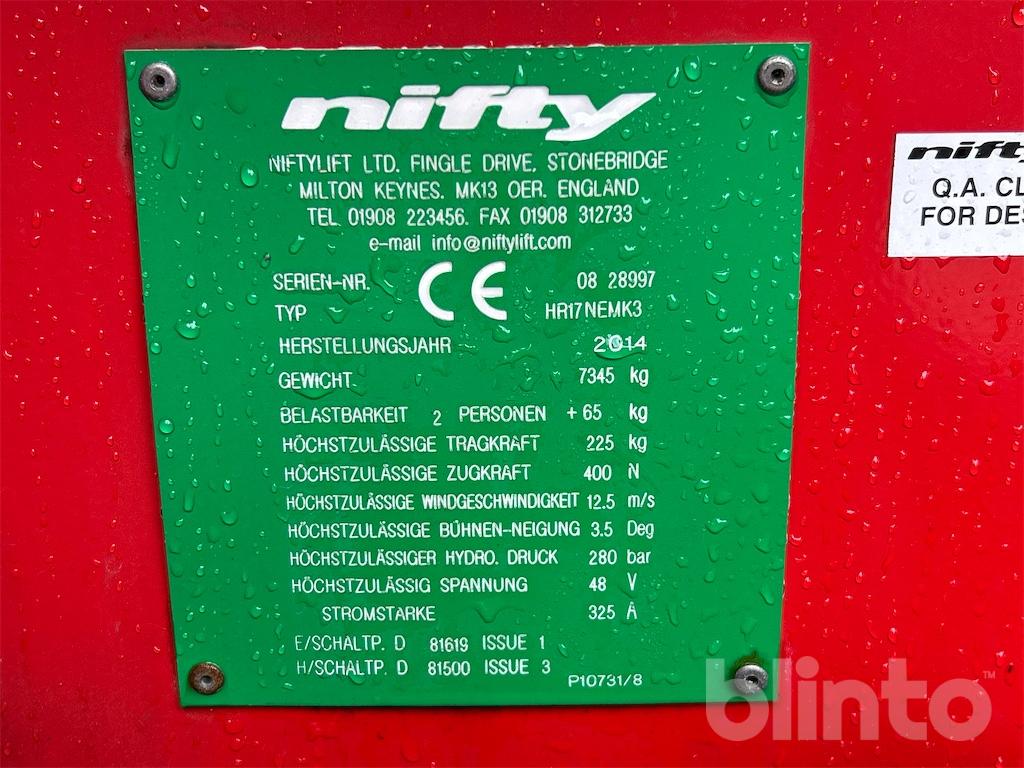 nifty
NIFTYLIFT LTD. FINGLE DRIVE. STONEBRIDGE
MILTON KEYNES. MK13 OER. ENGLAND
TEL 01908 223456. FAX 01908 312733
e-mail info@niftylift.com
CE
SERIEN-NR. 08 28997
TYP HR17NEMK3
HERSTELLUNGSJAHR 2014
GEWICHT 7345 kg
BELASTBARKEIT 2 PERSONEN +65 kg
HÖCHSTZULÄSSIGE TRAGKRAFT 225 kg
HÖCHSTZULÄSSIGE ZUGKRAFT 400 N
HÖCHSTZULÄSSIGE WINDGESCHWINDIGKEIT 12.5 m/s
HÖCHSTZULÄSSIGE BÜHNEN-NEIGUNG 3.5 Deg
HÖCHSTZULÄSSIGER HYDRO. DRUCK 280 bar
HÖCHSTZULÄSSIG SPANNUNG 48 V
STROMSTARKE 325 A
E/SCHALTP. D 81619 ISSUE 1
H/SCHALTP. D 81500 ISSUE 3
P10731/8
nift
Q.A. CL
FOR DES
blinto™